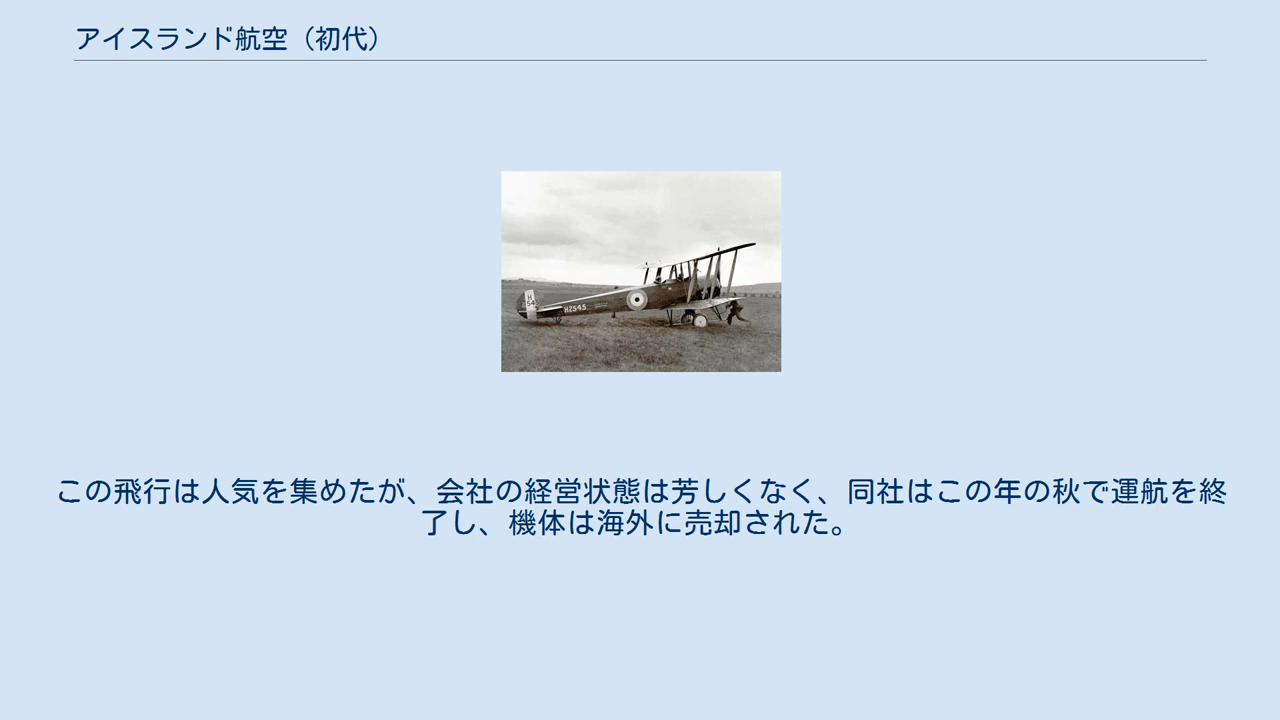 アイスランド航空（初代）
H2545
この飛行は人気を集めたが、会社の経営状態は芳しくなく、同社はこの年の秋で運航を終
了し、機体は海外に売却された。